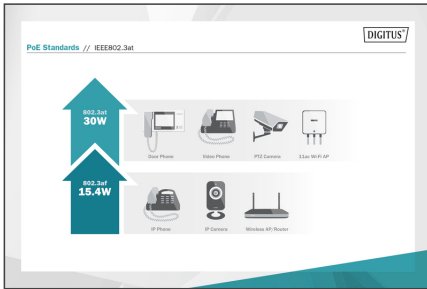 DIGITUS®
PoE Standards // IEEE802.3at
802.3at
30W
Door Phone Video Phone PTZ Camera 11ac Wi-Fi AP
802.3af
15.4W
IP Phone IP Camera Wireless AP/Router